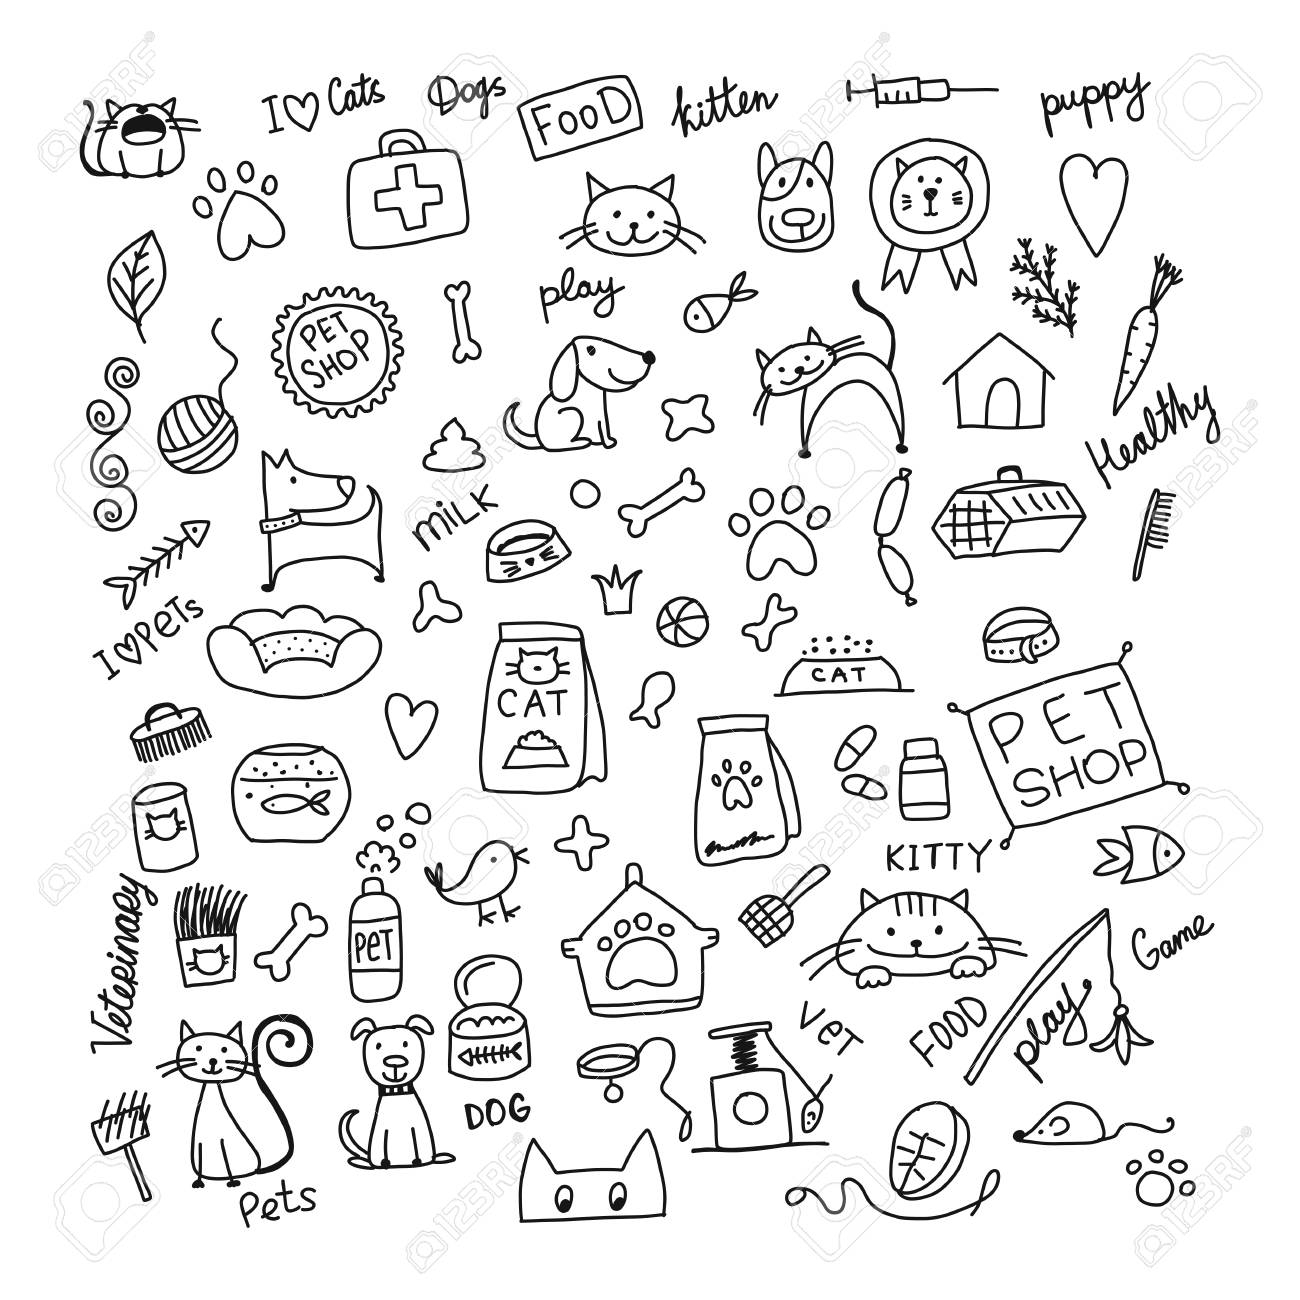 I ♡ Cats
Dogs
FOOD
kitten
puppy
play
PET
SHOP
Healthy
MILK
I ♡ PETS
CAT
CAT
PET
SHOP
KITTY
Veterinary
PET
Game
FOOD
play
VET
DOG
Pets
123RF